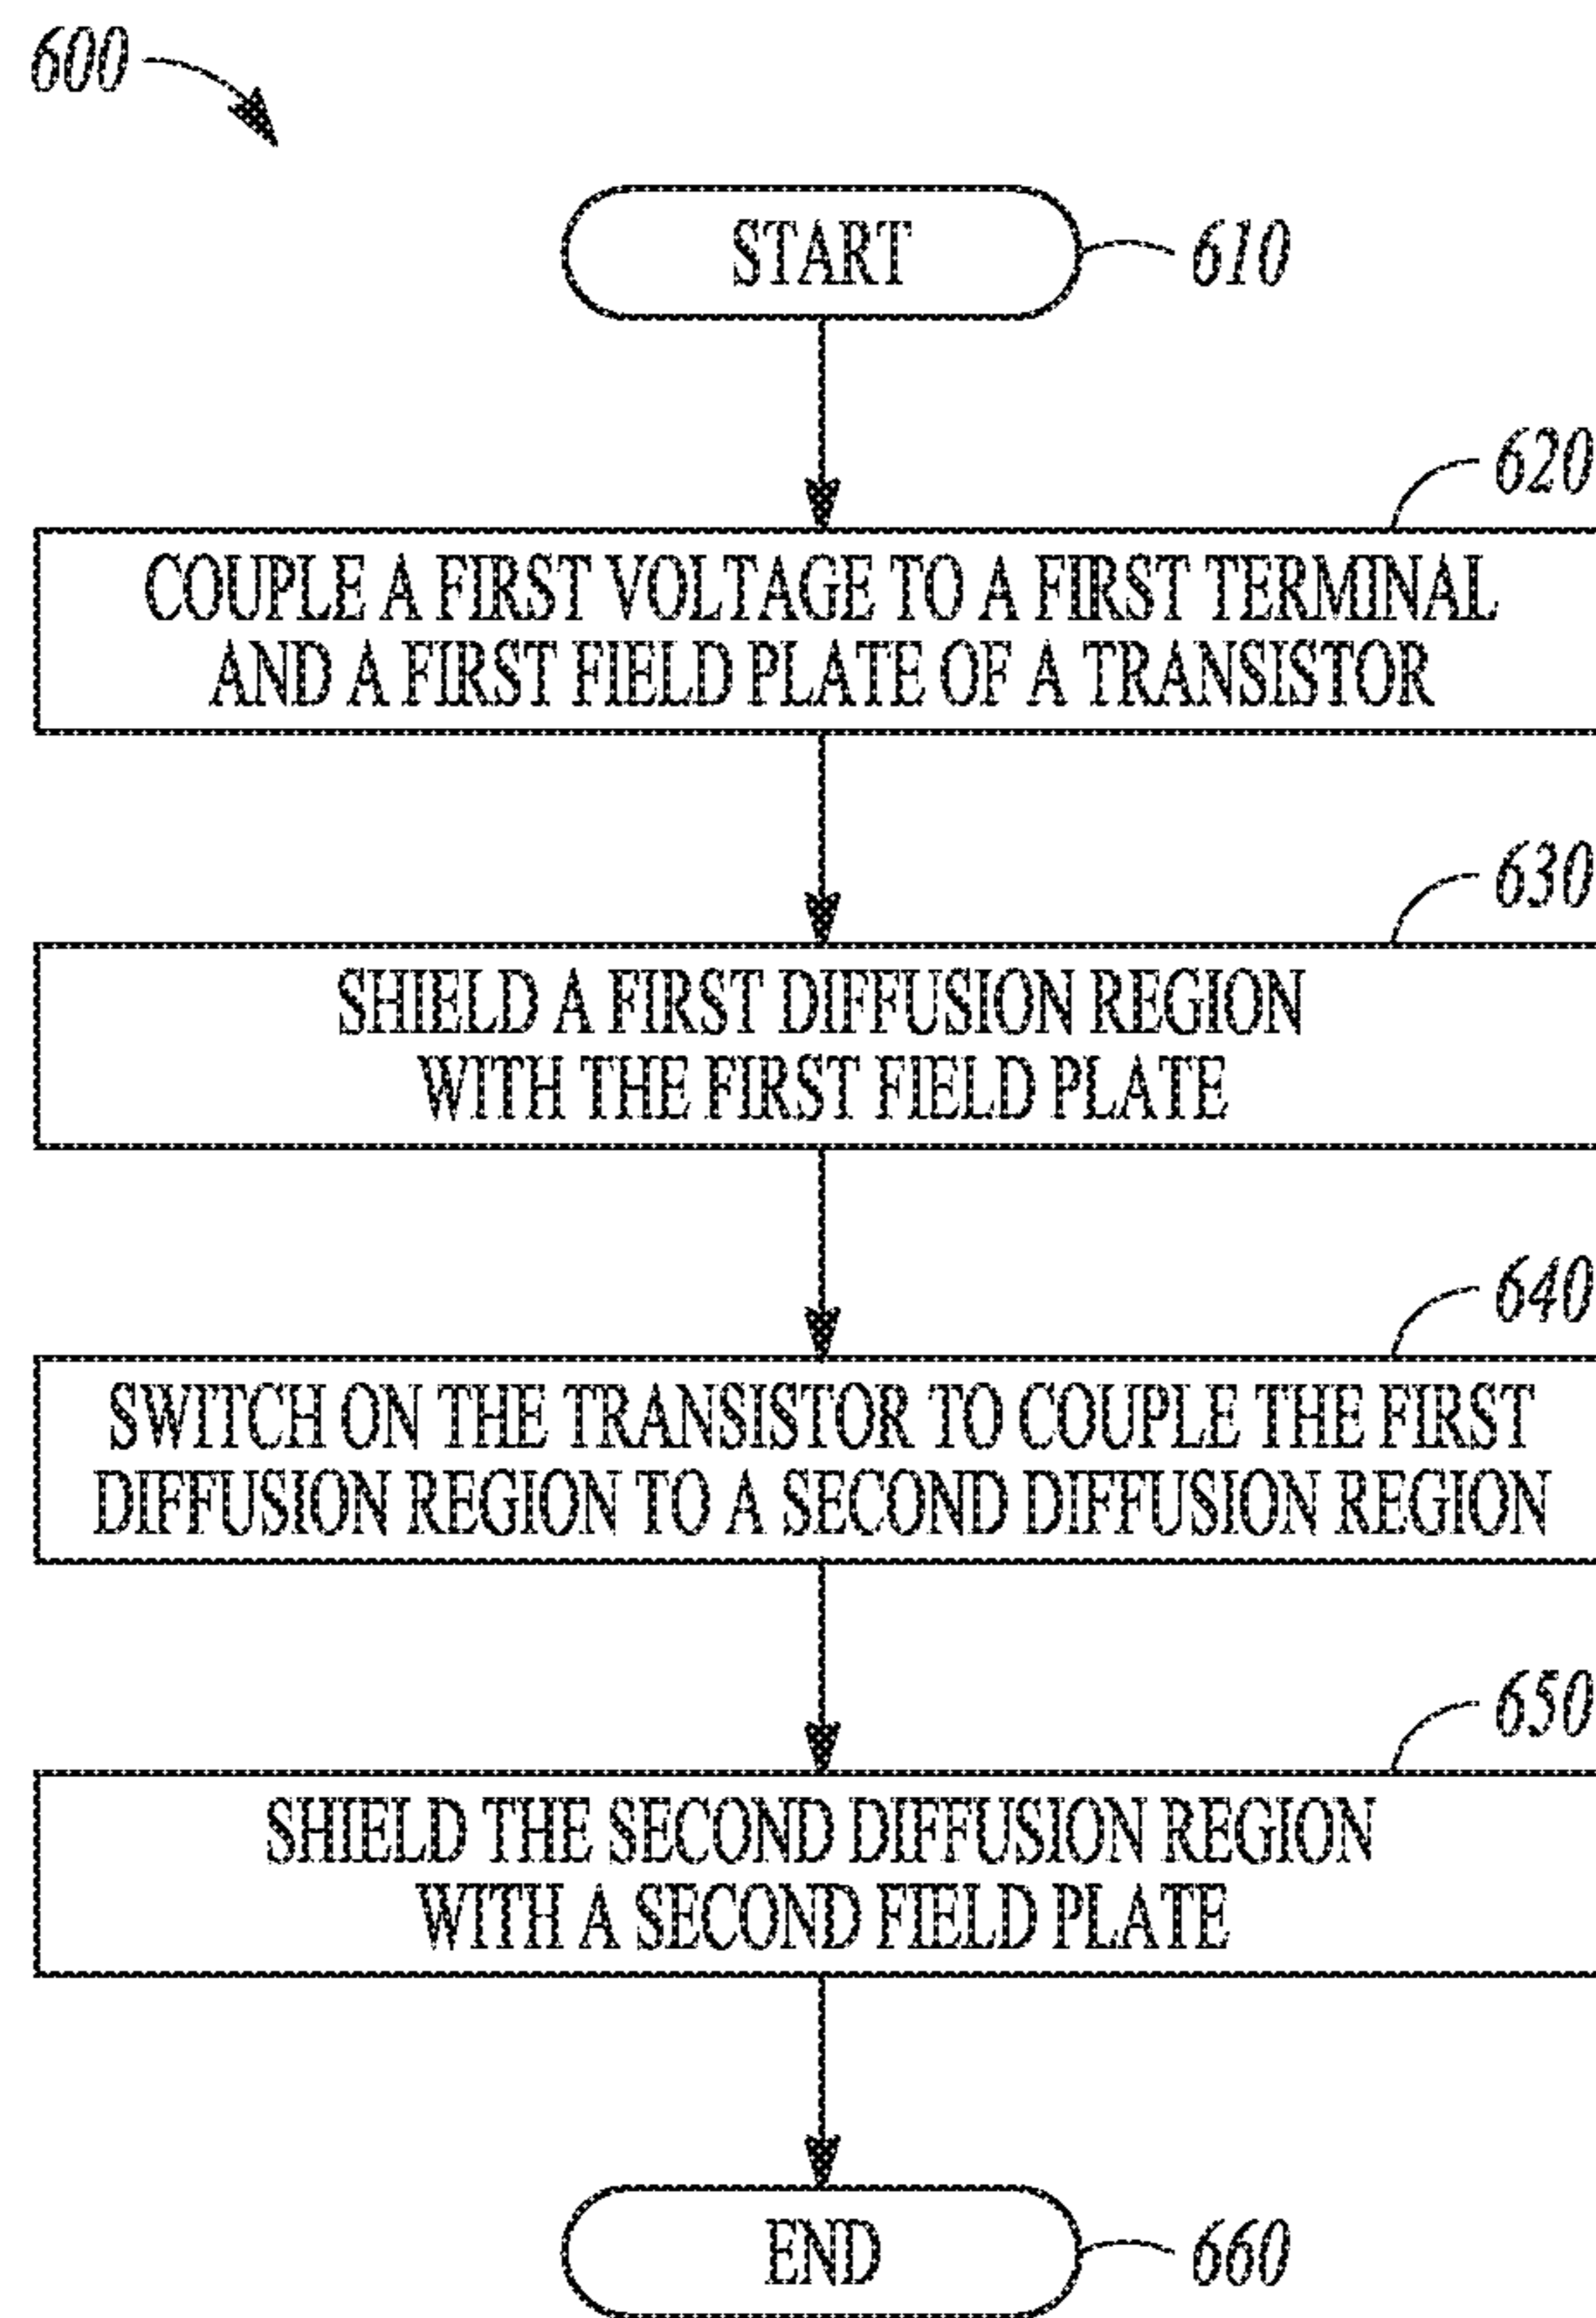 600
START
610
620
COUPLE A FIRST VOLTAGE TO A FIRST TERMINAL
AND A FIRST FIELD PLATE OF A TRANSISTOR
630
SHIELD A FIRST DIFFUSION REGION
WITH THE FIRST FIELD PLATE
640
SWITCH ON THE TRANSISTOR TO COUPLE THE FIRST
DIFFUSION REGION TO A SECOND DIFFUSION REGION
650
SHIELD THE SECOND DIFFUSION REGION
WITH A SECOND FIELD PLATE
END
660